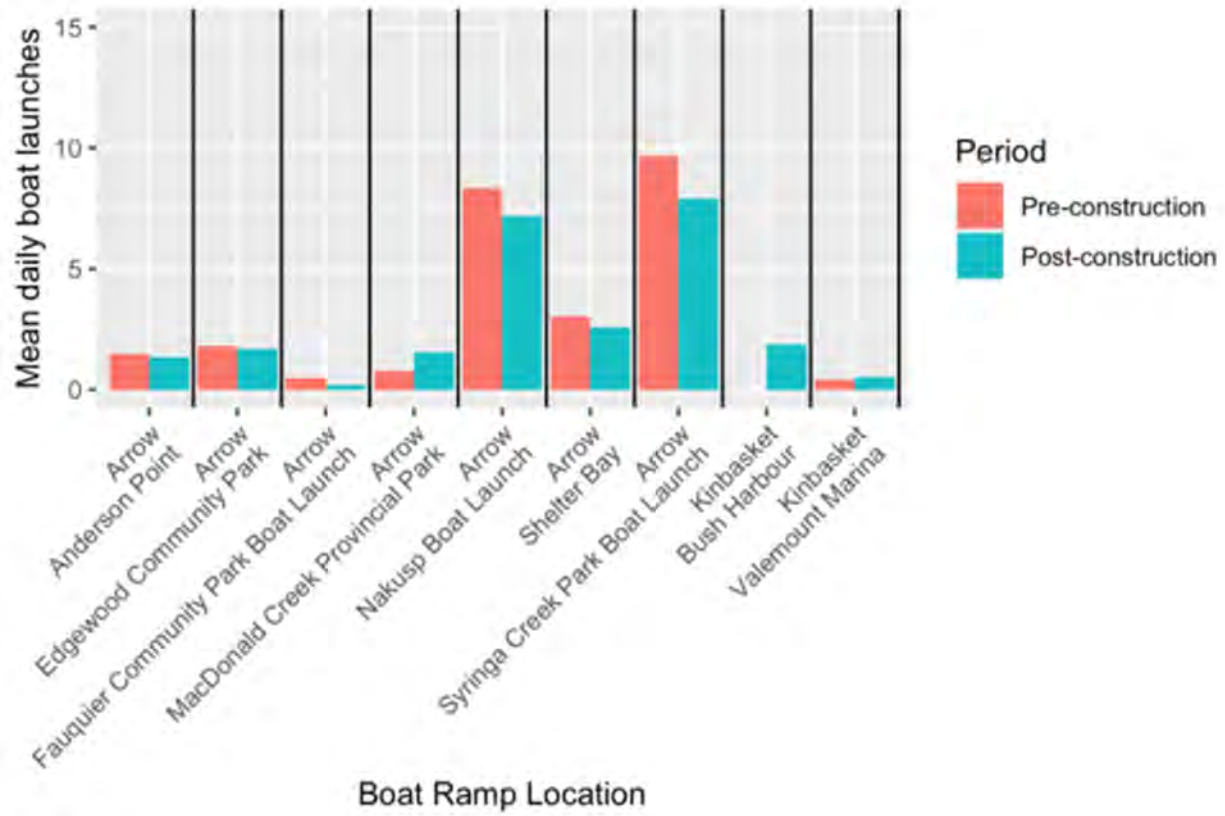 Mean daily boat launches
15
10
5
0
Arrow
Anderson Point
Arrow
Edgewood Community Park
Arrow
Fauquier Community Park Boat Launch
Arrow
MacDonald Creek Provincial Park
Arrow
Nakusp Boat Launch
Arrow
Shelter Bay
Arrow
Syringa Creek Park Boat Launch
Kinbasket
Bush Harbour
Kinbasket
Valemount Marina
Boat Ramp Location
Period
Pre-construction
Post-construction